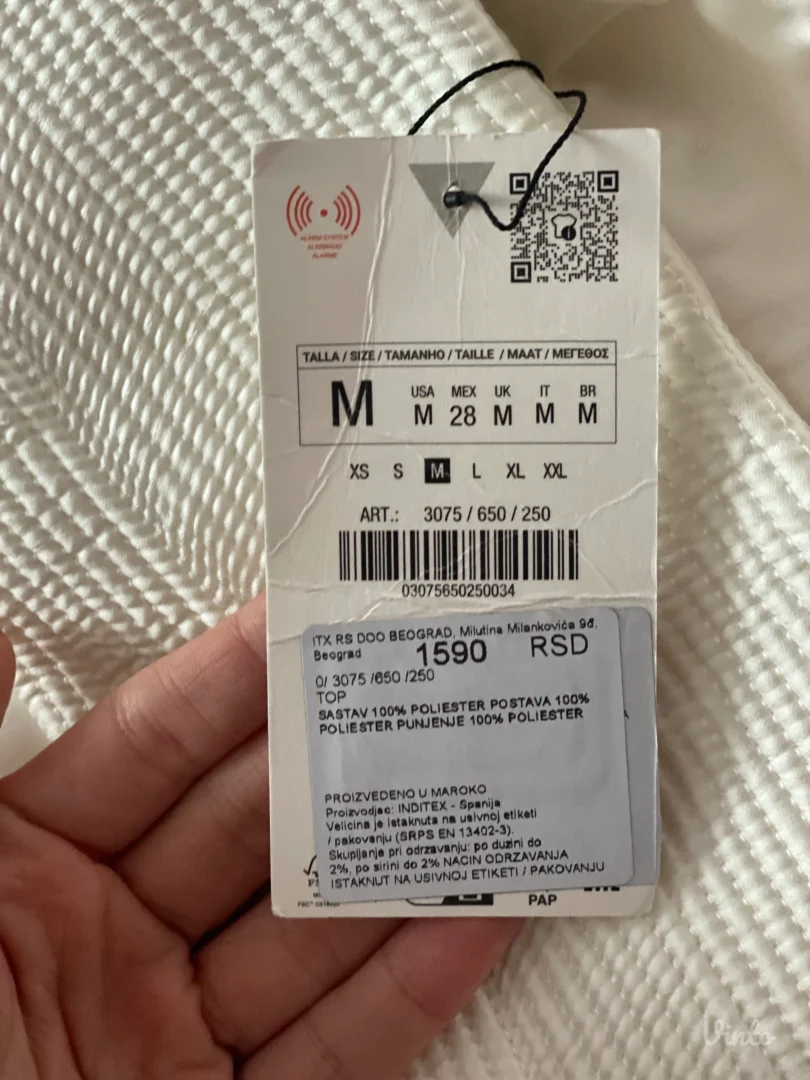 ALARM SYSTEM
ALARMADO
ALARME
TALLA / SIZE / TAMANHO / TAILLE / MAAT / ΜΕΓΕΘΟΣ
M USA MEX UK IT BR
M 28 M M M
XS S M L XL XXL
ART.: 3075 / 650 / 250
03075650250034
ITX RS DOO BEOGRAD, Milutina Milankovića 9đ,
Beograd 1590 RSD
0/ 3075 /650 /250
TOP
SASTAV 100% POLIESTER POSTAVA 100%
POLIESTER PUNJENJE 100% POLIESTER
PROIZVEDENO U MAROKO
Proizvodjac: INDITEX - Spanija
Velicina je istaknuta na usivnoj etiketi
/ pakovanju (SRPS EN 13402-3).
Skupljanje pri odrzavanju: po duzini do
2%, po sirini do 2% NACIN ODRZAVANJA
ISTAKNUT NA USIVNOJ ETIKETI / PAKOVANJU
PAP
Vinto